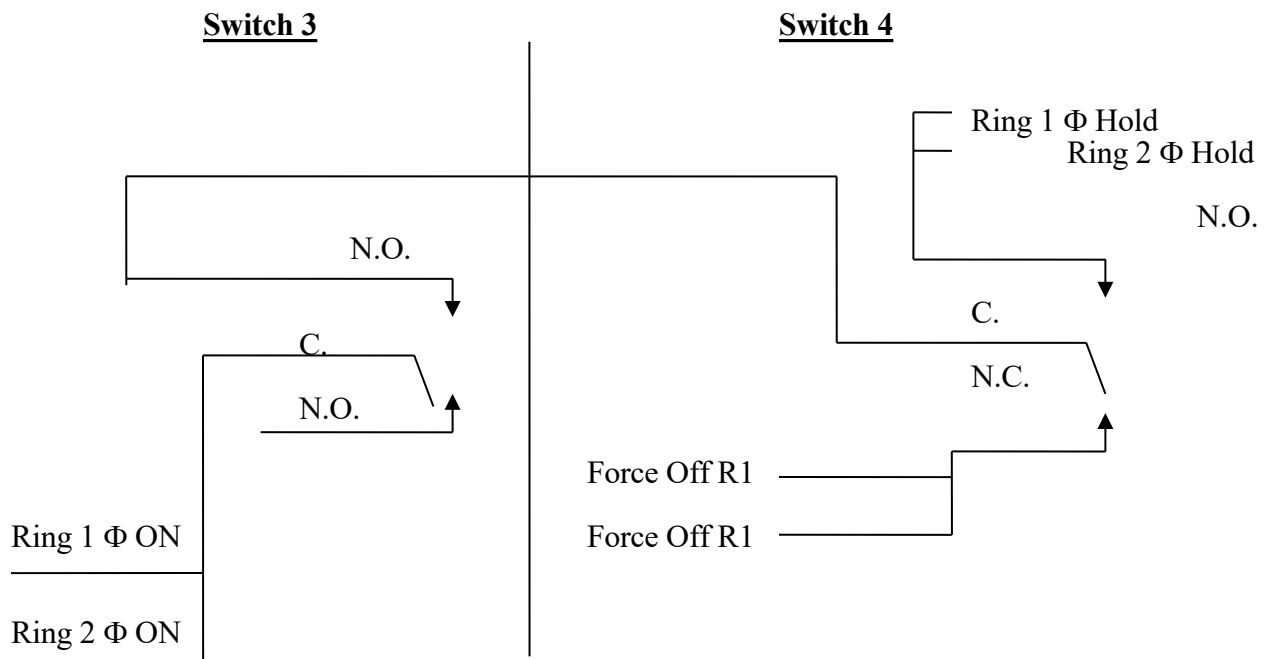 Switch 3
Switch 4
Ring 1 Φ Hold
Ring 2 Φ Hold
N.O.
N.O.
C.
C.
N.C.
N.O.
Force Off R1
Ring 1 Φ ON
Force Off R1
Ring 2 Φ ON